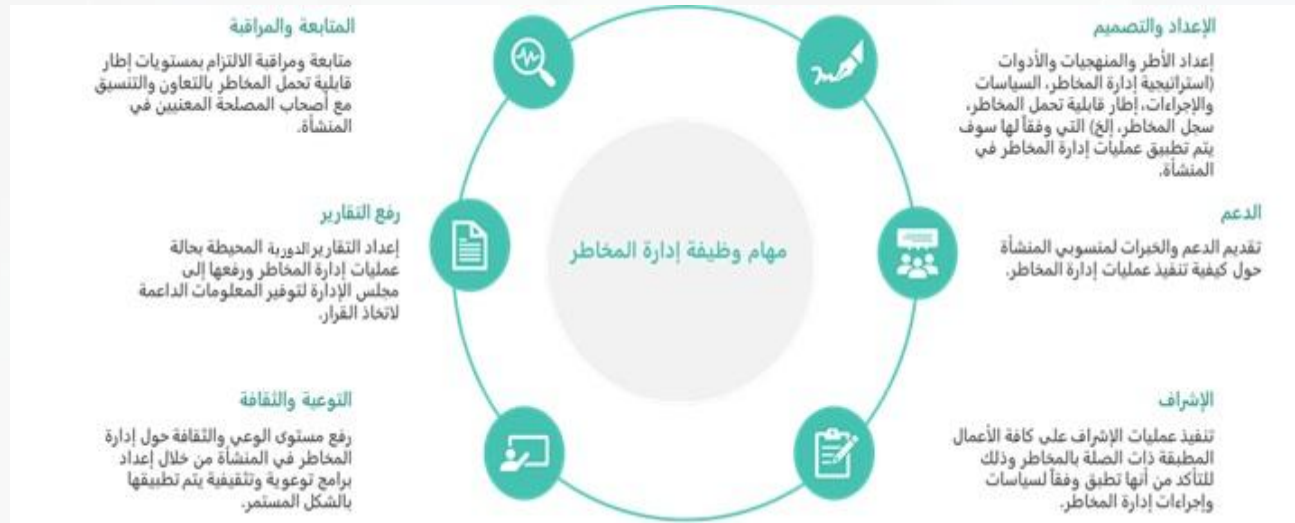 الإعداد والتصميم
إعداد الأطر والمنهجيات والأدوات
(استراتيجية إدارة المخاطر، السياسات
والإجراءات، إطار قابلية تحمل المخاطر،
سجل المخاطر، إلخ) التي وفقاً لها سوف
يتم تطبيق عمليات إدارة المخاطر في
المنشأة.
الدعم
تقديم الدعم والخبرات لمنسوبي المنشأة
حول كيفية تنفيذ عمليات إدارة المخاطر.
الإشراف
تنفيذ عمليات الإشراف على كافة الأعمال
المطبقة ذات الصلة بالمخاطر وذلك
للتأكد من أنها تطبق وفقاً لسياسات
وإجراءات إدارة المخاطر.
مهام وظيفة إدارة المخاطر
المتابعة والمراقبة
متابعة ومراقبة الالتزام بمستويات إطار
قابلية تحمل المخاطر بالتعاون والتنسيق
مع أصحاب المصلحة المعنيين في
المنشأة.
رفع التقارير
إعداد التقارير الدورية المحيطة بحالة
عمليات إدارة المخاطر ورفعها إلى
مجلس الإدارة لتوفير المعلومات الداعمة
لاتخاذ القرار.
التوعية والثقافة
رفع مستوى الوعي والثقافة حول إدارة
المخاطر في المنشأة من خلال إعداد
برامج توعوية وتثقيفية يتم تطبيقها
بالشكل المستمر.